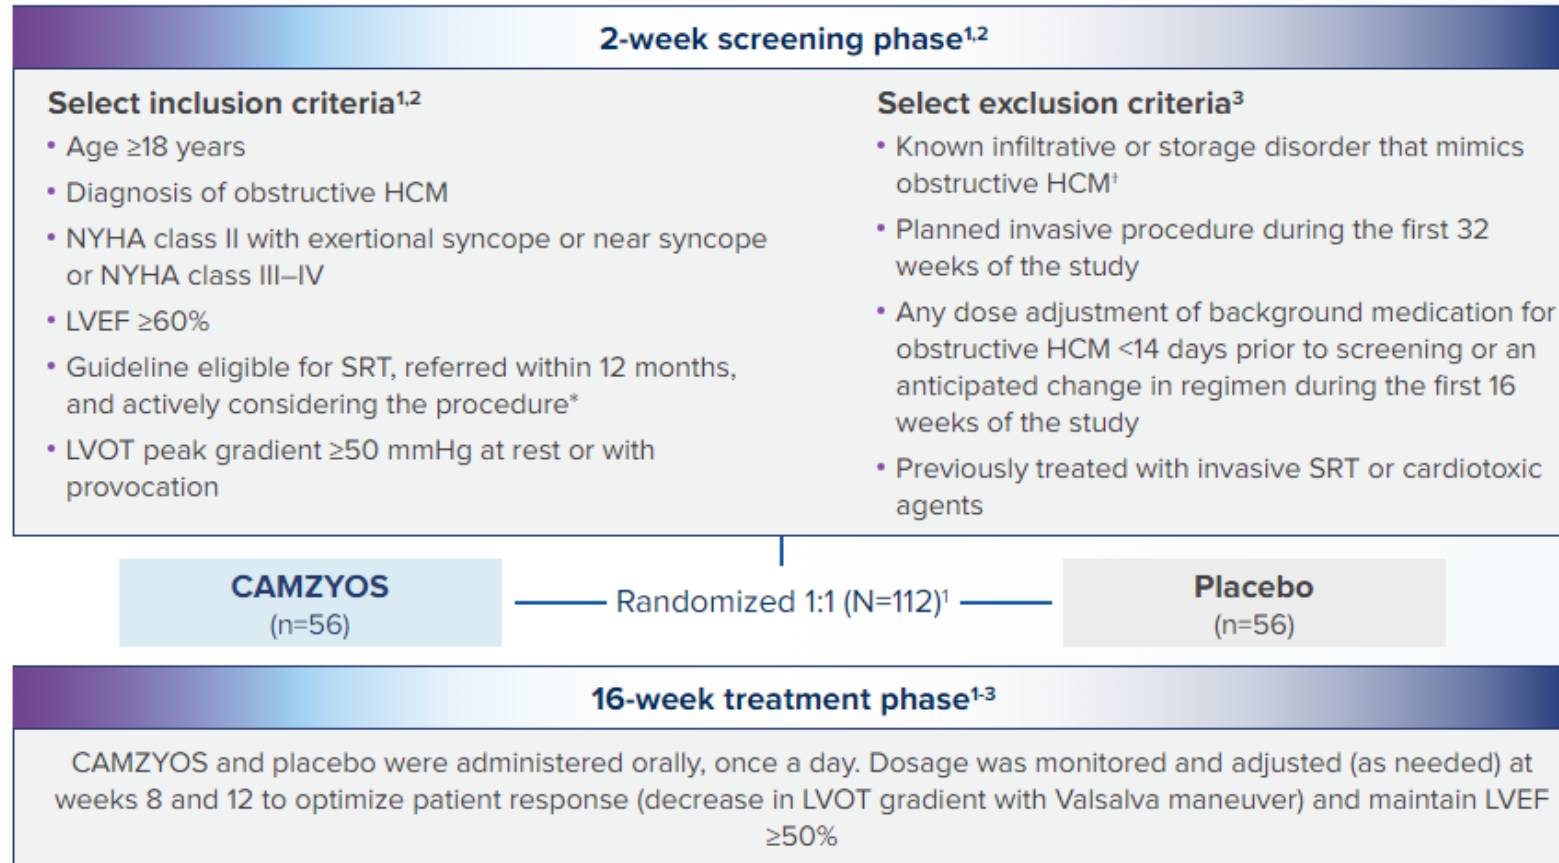 2-week screening phase¹,²
Select inclusion criteria¹,²
• Age ≥18 years
• Diagnosis of obstructive HCM
• NYHA class II with exertional syncope or near syncope
or NYHA class III–IV
• LVEF ≥60%
• Guideline eligible for SRT, referred within 12 months,
and actively considering the procedure*
• LVOT peak gradient ≥50 mmHg at rest or with
provocation
Select exclusion criteria³
• Known infiltrative or storage disorder that mimics
obstructive HCM†
• Planned invasive procedure during the first 32
weeks of the study
• Any dose adjustment of background medication for
obstructive HCM <14 days prior to screening or an
anticipated change in regimen during the first 16
weeks of the study
• Previously treated with invasive SRT or cardiotoxic
agents
CAMZYOS
(n=56)
Randomized 1:1 (N=112)¹
Placebo
(n=56)
16-week treatment phase¹-³
CAMZYOS and placebo were administered orally, once a day. Dosage was monitored and adjusted (as needed) at
weeks 8 and 12 to optimize patient response (decrease in LVOT gradient with Valsalva maneuver) and maintain LVEF
≥50%